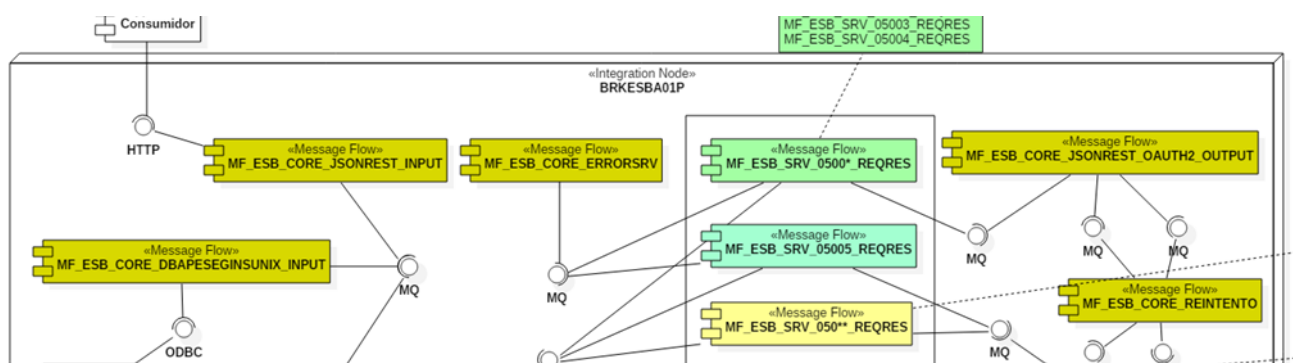 Consumidor
MF_ESB_SRV_05003_REQRES
MF_ESB_SRV_05004_REQRES
«Integration Node»
BRKESBA01P
HTTP
«Message Flow»
MF_ESB_CORE_JSONREST_INPUT
«Message Flow»
MF_ESB_CORE_ERRORSRV
«Message Flow»
MF_ESB_SRV_0500*_REQRES
«Message Flow»
MF_ESB_CORE_JSONREST_OAUTH2_OUTPUT
«Message Flow»
MF_ESB_CORE_DBAPESEGINSUNIX_INPUT
MQ
MQ
«Message Flow»
MF_ESB_SRV_05005_REQRES
MQ
MQ
MQ
«Message Flow»
MF_ESB_CORE_REINTENTO
«Message Flow»
MF_ESB_SRV_050**_REQRES
ODBC
MQ